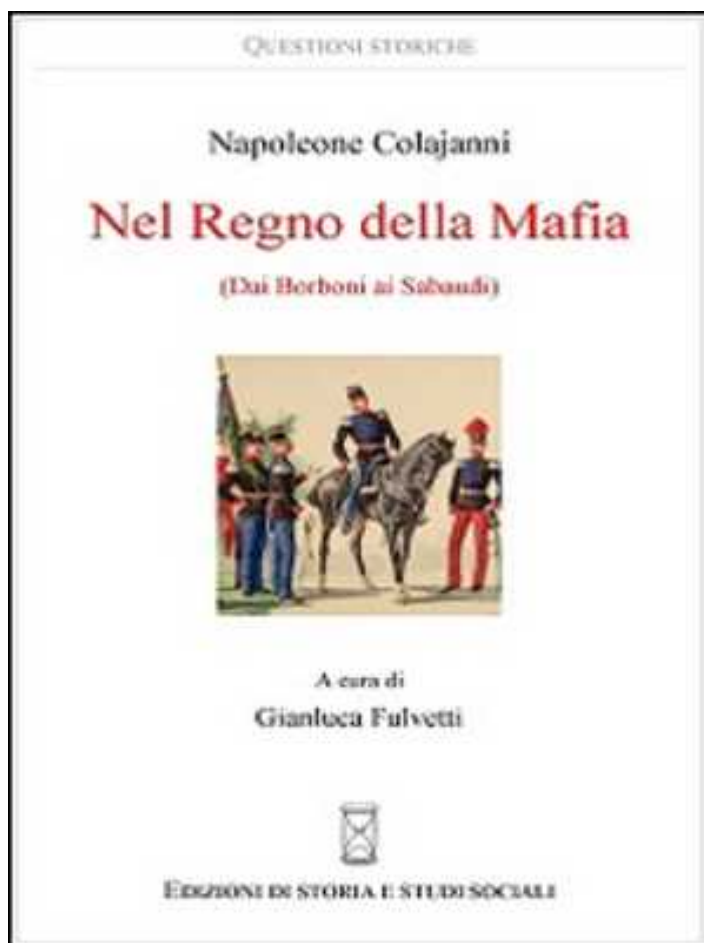 QUESTIONI STORICHE
Napoleone Colajanni
Nel Regno della Mafia
(Dai Borboni ai Sabaudi)
A cura di
Gianluca Fulvetti
EDIZIONI DI STORIA E STUDI SOCIALI